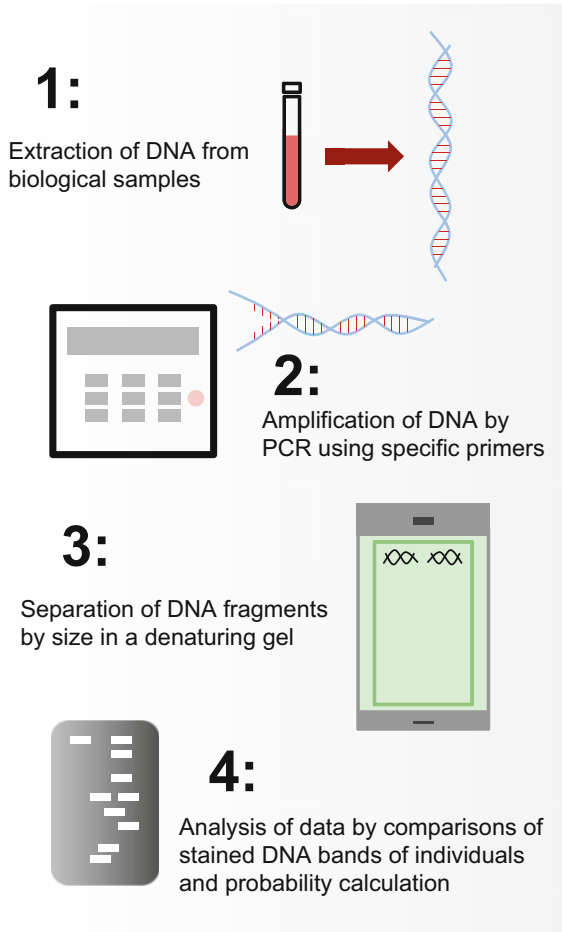 1:
Extraction of DNA from
biological samples
2:
Amplification of DNA by
PCR using specific primers
3:
Separation of DNA fragments
by size in a denaturing gel
4:
Analysis of data by comparisons of
stained DNA bands of individuals
and probability calculation